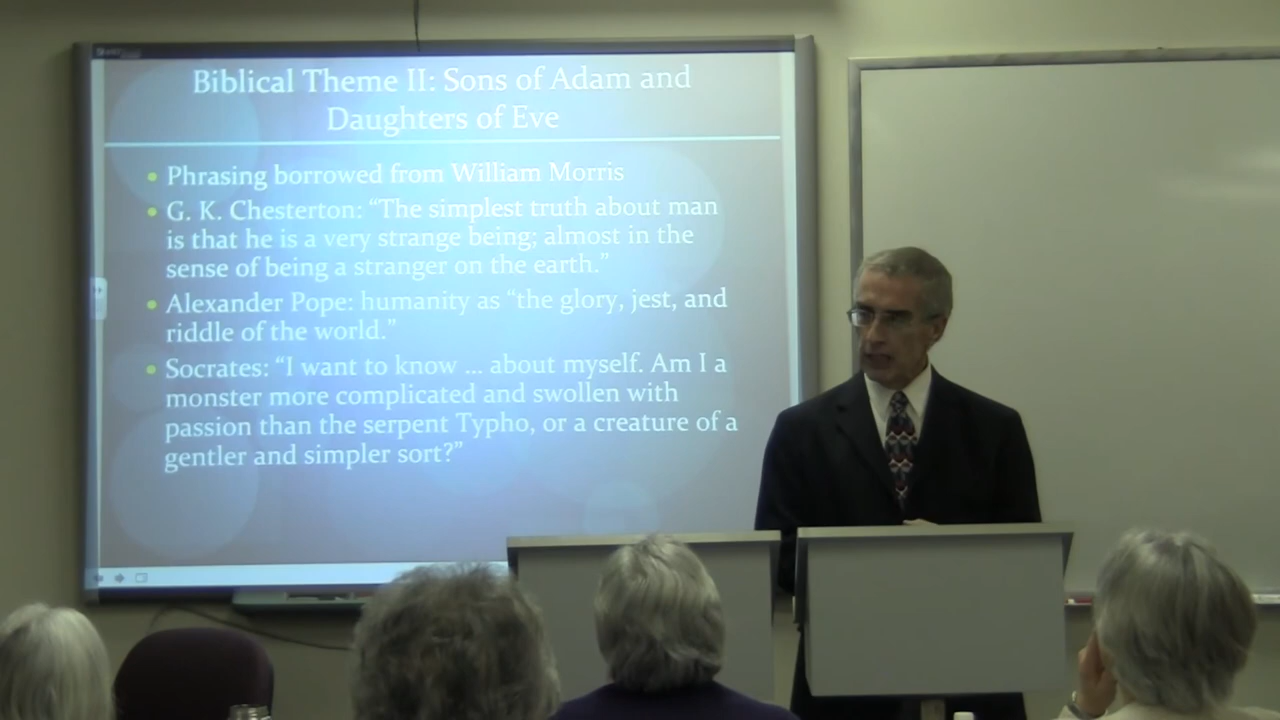 Biblical Theme II: Sons of Adam and
Daughters of Eve
• Phrasing borrowed from William Morris
• G. K. Chesterton: “The simplest truth about man
is that he is a very strange being; almost in the
sense of being a stranger on the earth.”
• Alexander Pope: humanity as “the glory, jest, and
riddle of the world.”
• Socrates: “I want to know ... about myself. Am I a
monster more complicated and swollen with
passion than the serpent Typho, or a creature of a
gentler and simpler sort?”